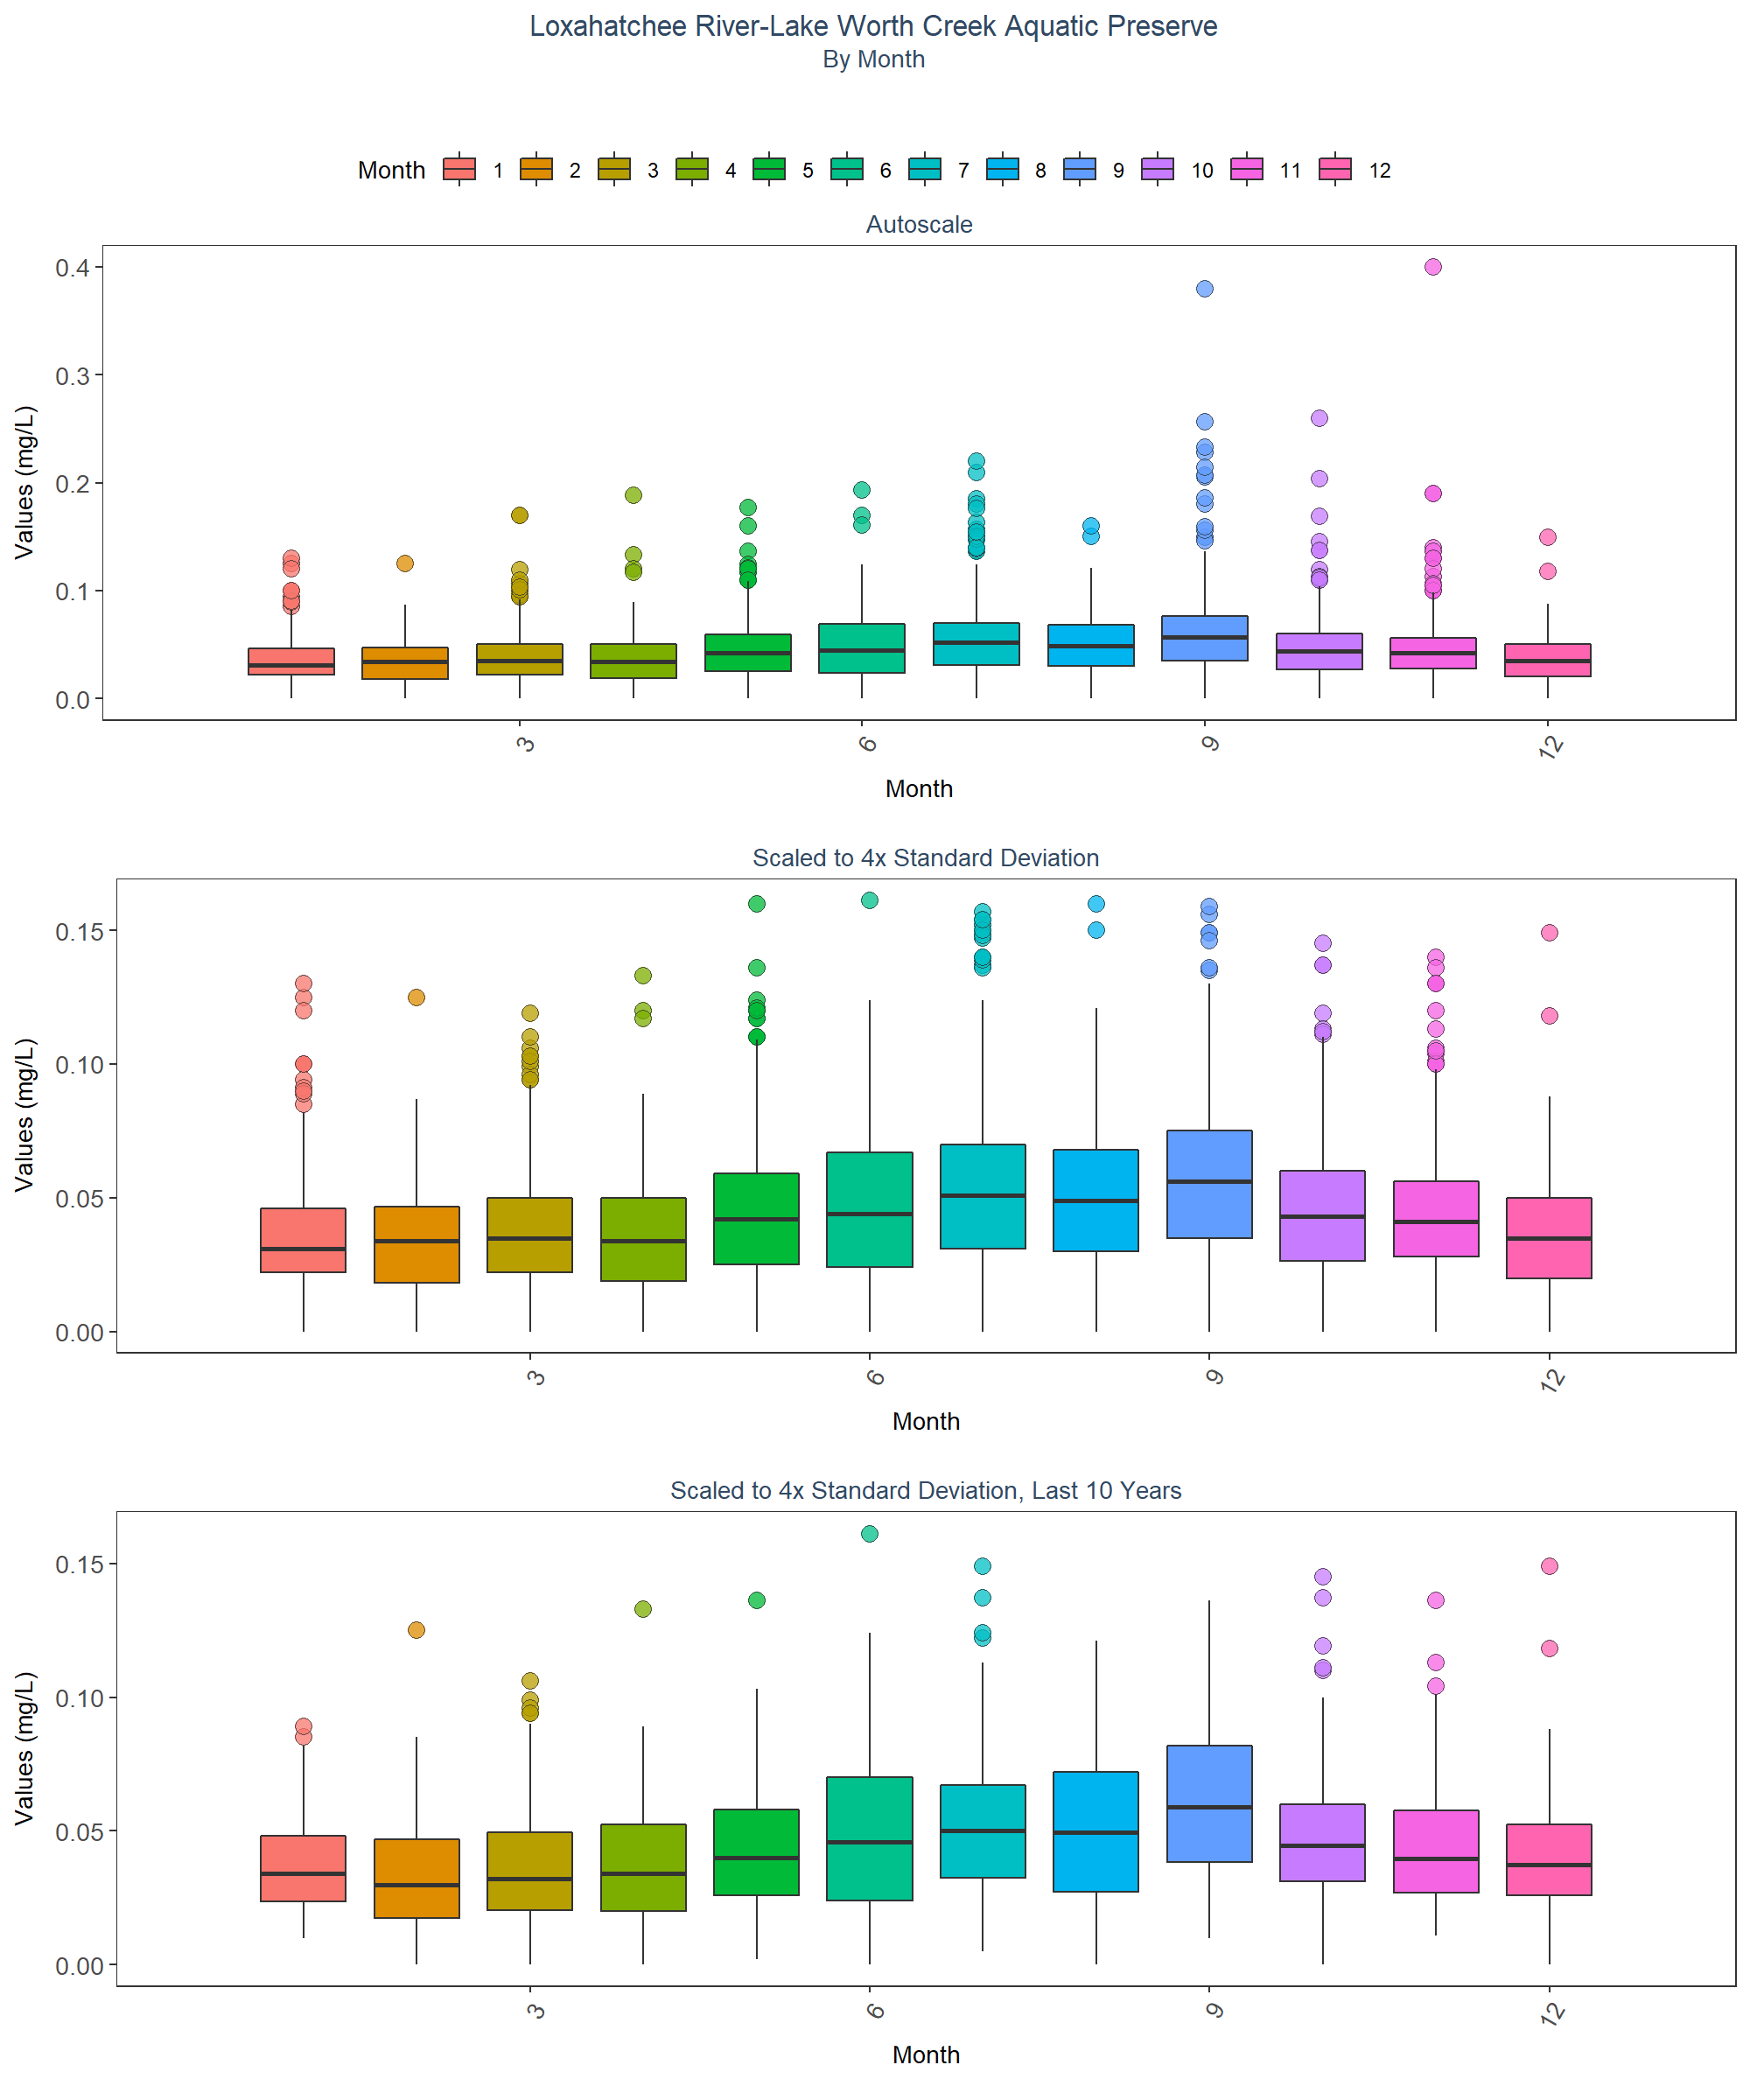 Loxahatchee River-Lake Worth Creek Aquatic Preserve
By Month
Month 1 2 3 4 5 6 7 8 9 10 11 12
Autoscale
Values (mg/L)
0.4
0.3
0.2
0.1
0.0
3 6 9 12
Month
Scaled to 4x Standard Deviation
Values (mg/L)
0.15
0.10
0.05
0.00
3 6 9 12
Month
Scaled to 4x Standard Deviation, Last 10 Years
Values (mg/L)
0.15
0.10
0.05
0.00
3 6 9 12
Month